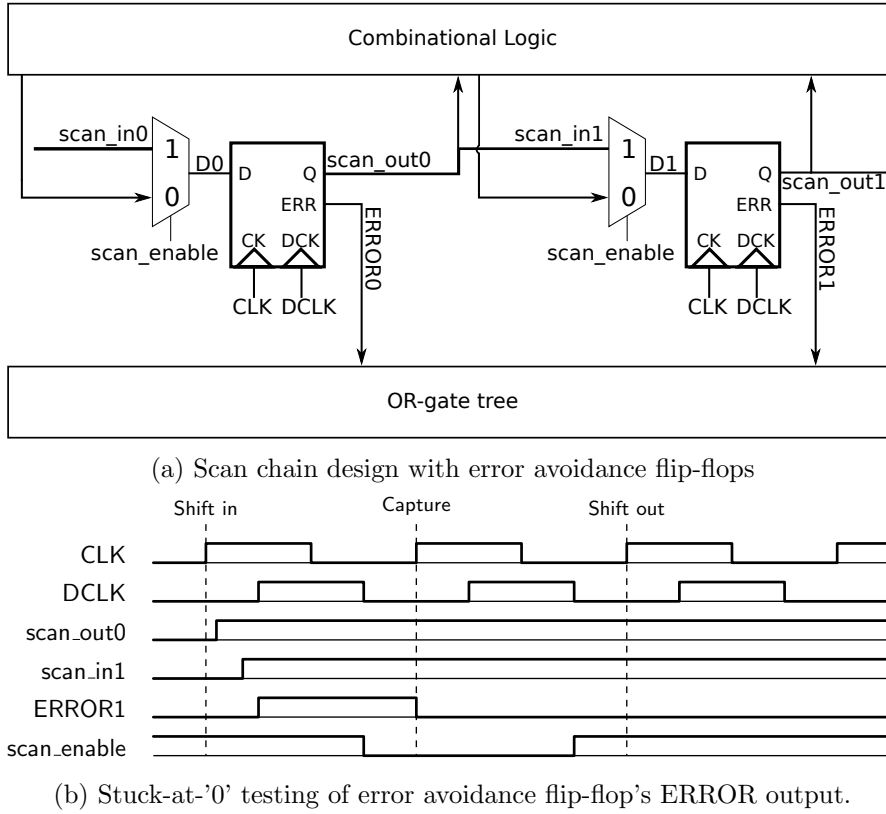 Combinational Logic
scan_in0
1
0
D0
D
Q
ERR
CK
DCK
scan_out0
ERROR0
scan_enable
CLK
DCLK
scan_in1
1
0
D1
D
Q
ERR
CK
DCK
scan_out1
ERROR1
scan_enable
CLK
DCLK
OR-gate tree
(a) Scan chain design with error avoidance flip-flops
Shift in
Capture
Shift out
CLK
DCLK
scan_out0
scan_in1
ERROR1
scan_enable
(b) Stuck-at-'0' testing of error avoidance flip-flop's ERROR output.